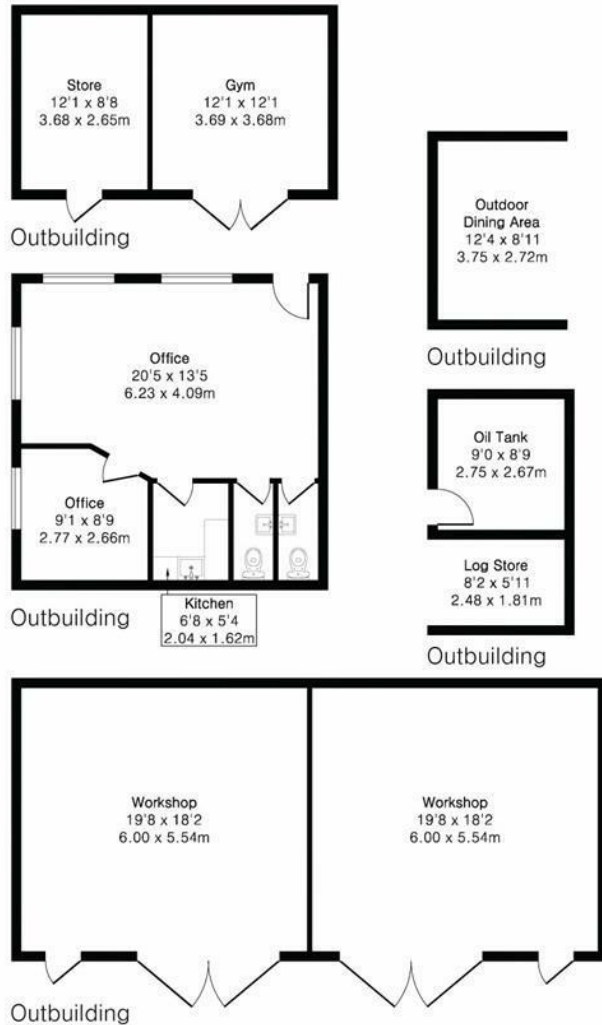 Store
12'1 x 8'8
3.68 x 2.65m
Gym
12'1 x 12'1
3.69 x 3.68m
Outbuilding
Outdoor
Dining Area
12'4 x 8'11
3.75 x 2.72m
Outbuilding
Office
20'5 x 13'5
6.23 x 4.09m
Office
9'1 x 8'9
2.77 x 2.66m
Kitchen
6'8 x 5'4
2.04 x 1.62m
Outbuilding
Oil Tank
9'0 x 8'9
2.75 x 2.67m
Log Store
8'2 x 5'11
2.48 x 1.81m
Outbuilding
Workshop
19'8 x 18'2
6.00 x 5.54m
Workshop
19'8 x 18'2
6.00 x 5.54m
Outbuilding